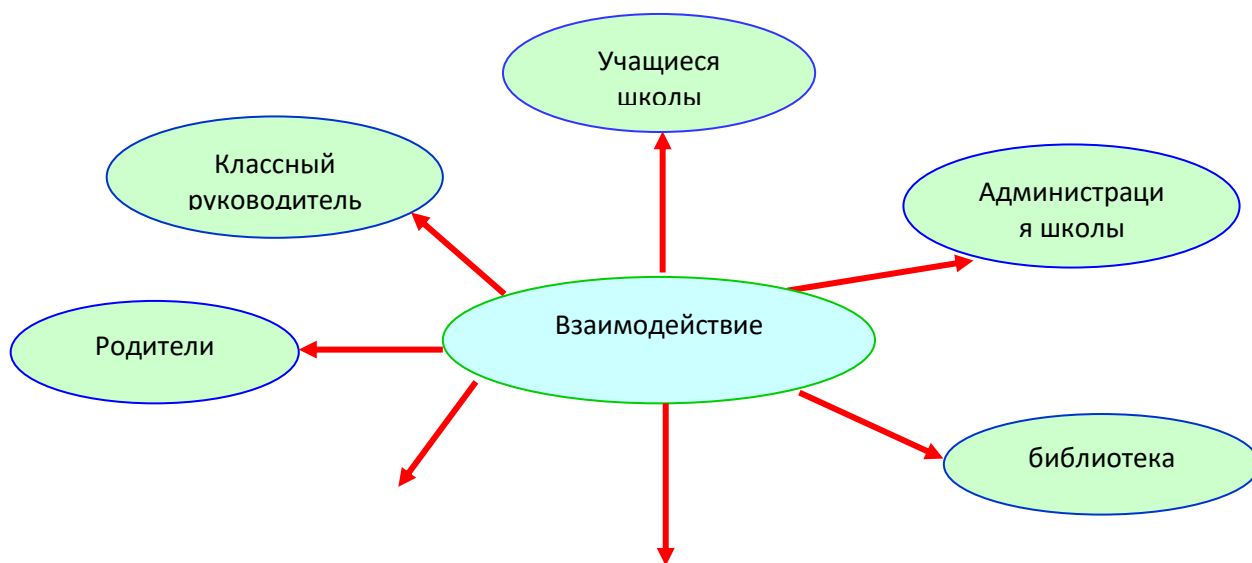 Учащиеся
школы
Классный
руководитель
Администраци
я школы
Взаимодействие
Родители
библиотека